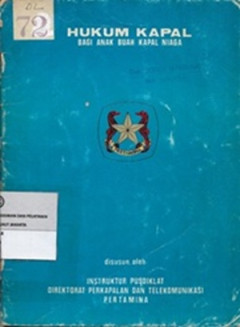 72
HUKUM KAPAL
BAGI ANAK BUAH KAPAL NIAGA
disusun oleh
INSTRUKTUR PUSDIKLAT
DIREKTORAT PERKAPALAN DAN TELEKOMUNIKASI
PERTAMINA